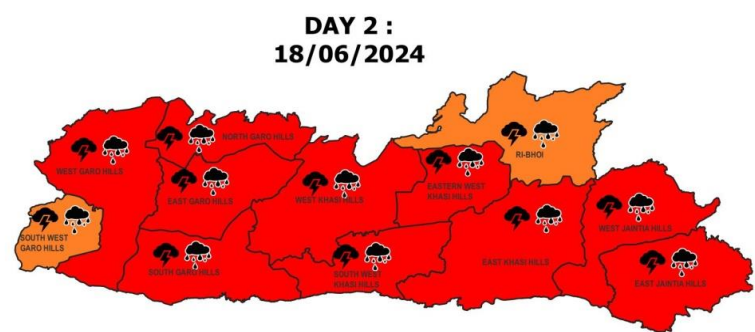 DAY 2 :
18/06/2024
NORTH GARO HILLS
RI-BHOI
WEST GARO HILLS
EAST GARO HILLS
WEST KHASI HILLS
EASTERN WEST
KHASI HILLS
WEST JAINTIA HILLS
SOUTH WEST
GARO HILLS
SOUTH GARO HILLS
SOUTH WEST
KHASI HILLS
EAST KHASI HILLS
EAST JAINTIA HILLS